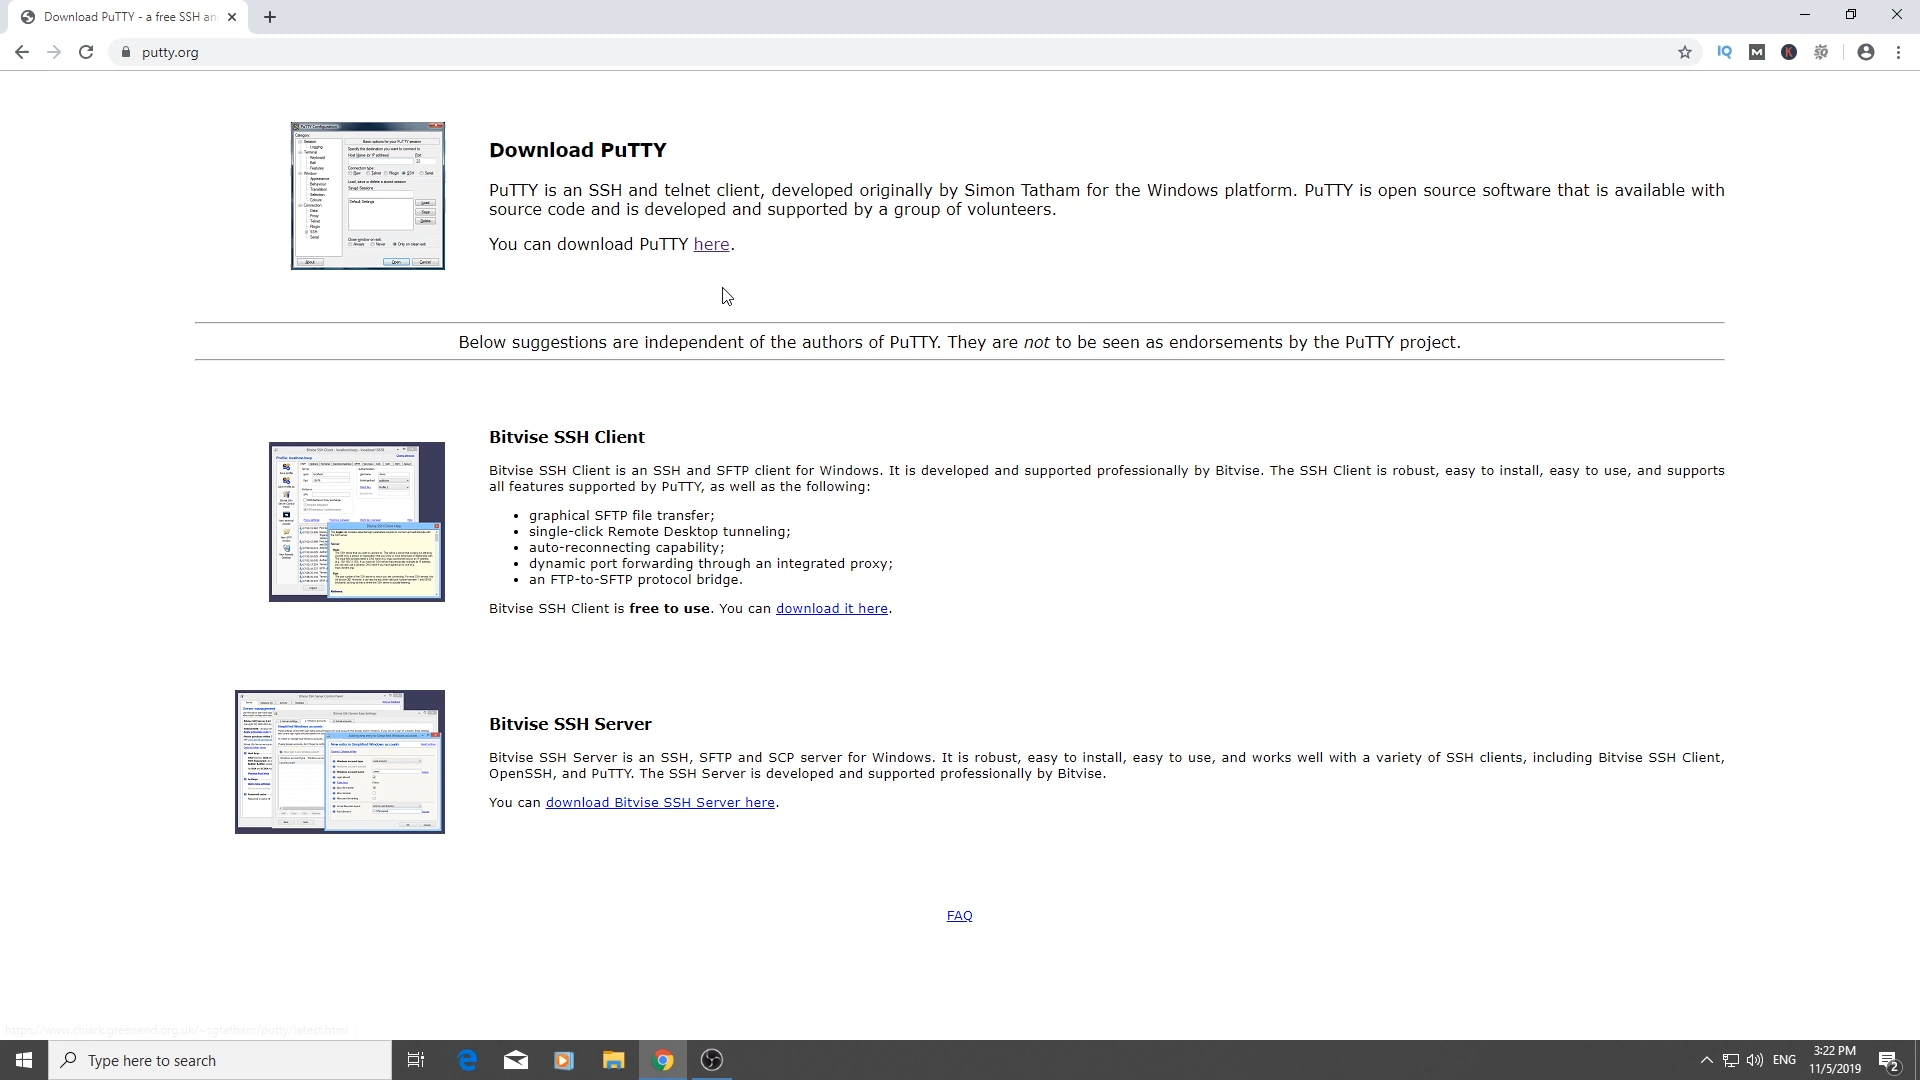 Download PuTTY - a free SSH an
putty.org
Download PuTTY
PuTTY is an SSH and telnet client, developed originally by Simon Tatham for the Windows platform. PuTTY is open source software that is available with
source code and is developed and supported by a group of volunteers.
You can download PuTTY here.
Below suggestions are independent of the authors of PuTTY. They are not to be seen as endorsements by the PuTTY project.
Bitvise SSH Client
Bitvise SSH Client is an SSH and SFTP client for Windows. It is developed and supported professionally by Bitvise. The SSH Client is robust, easy to install, easy to use, and supports
all features supported by PuTTY, as well as the following:
• graphical SFTP file transfer;
• single-click Remote Desktop tunneling;
• auto-reconnecting capability;
• dynamic port forwarding through an integrated proxy;
• an FTP-to-SFTP protocol bridge.
Bitvise SSH Client is free to use. You can download it here.
Bitvise SSH Server
Bitvise SSH Server is an SSH, SFTP and SCP server for Windows. It is robust, easy to install, easy to use, and works well with a variety of SSH clients, including Bitvise SSH Client,
OpenSSH, and PuTTY. The SSH Server is developed and supported professionally by Bitvise.
You can download Bitvise SSH Server here.
FAQ
https://www.chiark.greenend.org.uk/~sgtatham/putty/latest.html
Type here to search
ENG
3:22 PM
11/5/2019
2